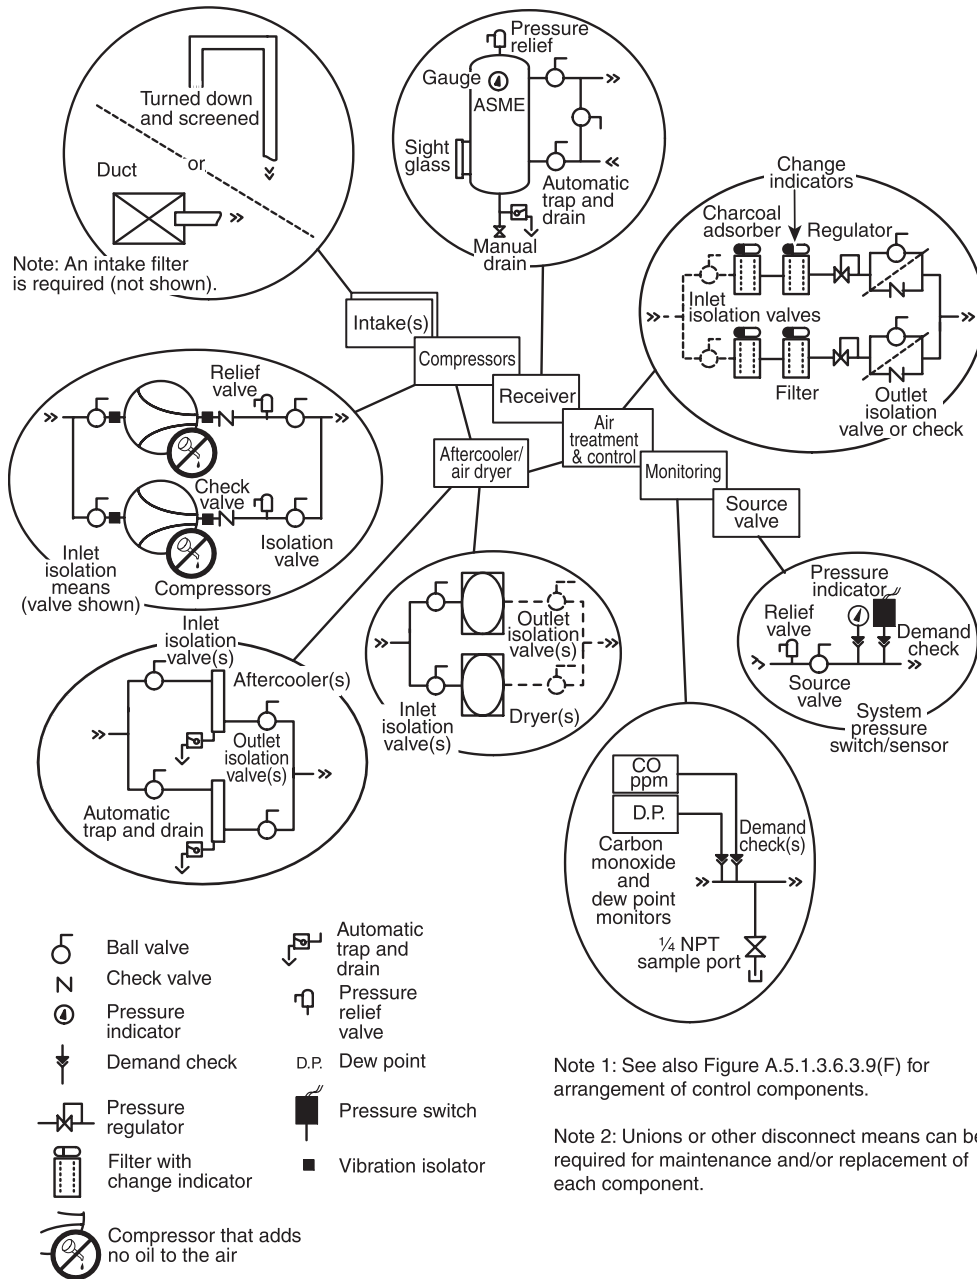 Turned down
and screened
or
Duct
Note: An intake filter
is required (not shown).
Pressure
relief
Gauge
ASME
Sight
glass
Automatic
trap and
drain
Manual
drain
Change
indicators
Charcoal
adsorber
Regulator
Inlet
isolation valves
Filter
Outlet
isolation
valve or check
Intake(s)
Compressors
Receiver
Air
treatment
& control
Aftercooler/
air dryer
Monitoring
Source
valve
Relief
valve
Check
valve
Inlet
isolation
means
(valve shown)
Compressors
Isolation
valve
Inlet
isolation
valve(s)
Aftercooler(s)
Outlet
isolation
valve(s)
Automatic
trap and drain
Outlet
isolation
valve(s)
Inlet
isolation
valve(s)
Dryer(s)
Pressure
indicator
Relief
valve
Demand
check
Source
valve
System
pressure
switch/sensor
CO
ppm
D.P.
Carbon
monoxide
and
dew point
monitors
Demand
check(s)
¼ NPT
sample port
Ball valve
Check valve
Pressure
indicator
Demand check
Pressure
regulator
Filter with
change indicator
Compressor that adds
no oil to the air
Automatic
trap and
drain
Pressure
relief
valve
D.P. Dew point
Pressure switch
Vibration isolator
Note 1: See also Figure A.5.1.3.6.3.9(F) for
arrangement of control components.
Note 2: Unions or other disconnect means can be
required for maintenance and/or replacement of
each component.